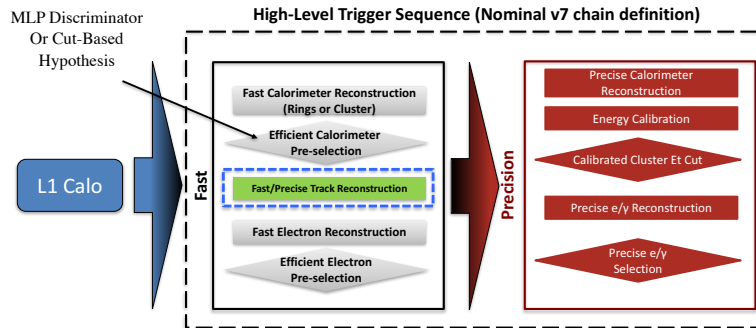 MLP Discriminator
Or Cut-Based
Hypothesis
High-Level Trigger Sequence (Nominal v7 chain definition)
L1 Calo
Fast
Fast Calorimeter Reconstruction
(Rings or Cluster)
Efficient Calorimeter
Pre-selection
Fast/Precise Track Reconstruction
Fast Electron Reconstruction
Efficient Electron
Pre-selection
Precision
Precise Calorimeter
Reconstruction
Energy Calibration
Calibrated Cluster Et Cut
Precise e/γ Reconstruction
Precise e/γ
Selection